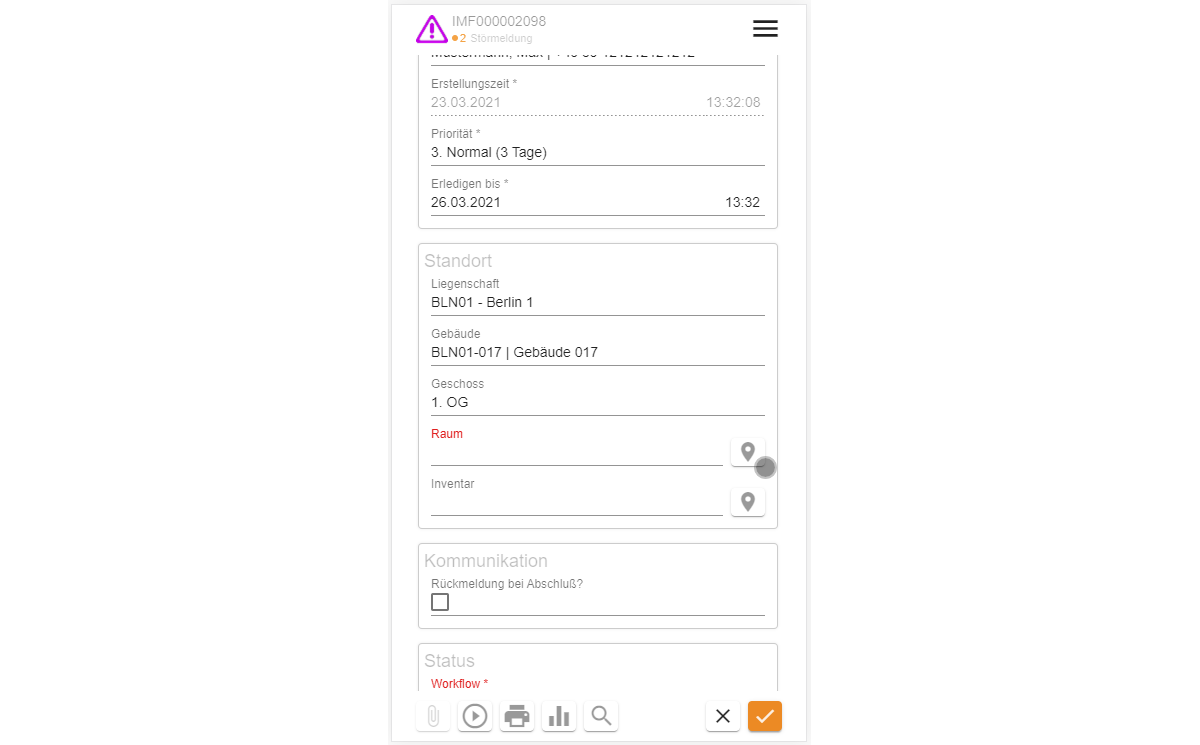 IMF000002098
2 Störmeldung
Erstellungszeit *
23.03.2021 13:32:08
Priorität *
3. Normal (3 Tage)
Erledigen bis *
26.03.2021 13:32
Standort
Liegenschaft
BLN01 - Berlin 1
Gebäude
BLN01-017 | Gebäude 017
Geschoss
1. OG
Raum
Inventar
Kommunikation
Rückmeldung bei Abschluß?
Status
Workflow *